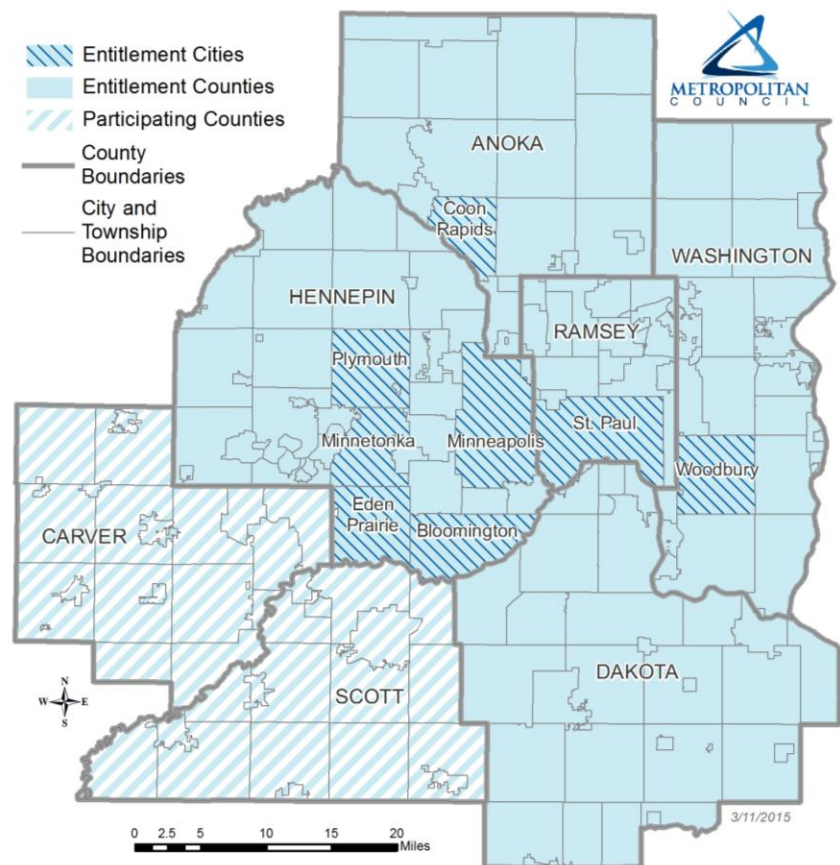 Entitlement Cities
Entitlement Counties
Participating Counties
County
Boundaries
City and
Township
Boundaries
METROPOLITAN
COUNCIL
ANOKA
Coon
Rapids
WASHINGTON
HENNEPIN
RAMSEY
Plymouth
Minnetonka
Minneapolis
St. Paul
Woodbury
Eden
Prairie
Bloomington
CARVER
SCOTT
DAKOTA
N
W E
S
0 2.5 5 10 15 20
Miles
3/11/2015